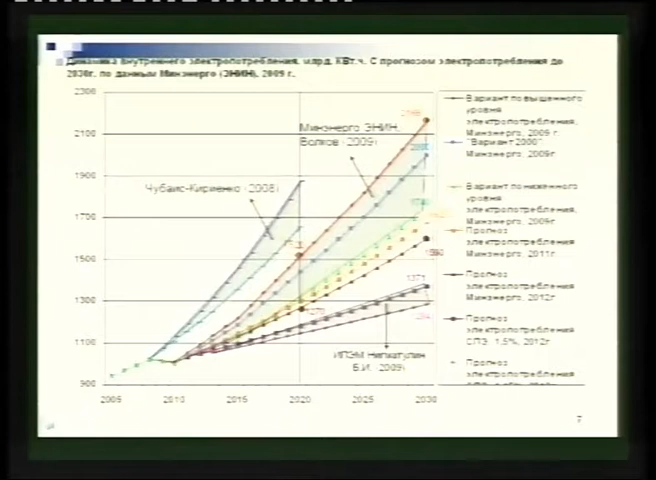 Динамика внутреннего электропотребления, млрд. КВт.ч. С прогнозом электропотребления до
2030г. по данным Минэнерго (ЭНИН), 2009 г.
2300
2100
1900
1700
1500
1300
1100
900
2005
2010
2015
2020
2025
2030
Минэнерго ЭНИН,
Волков (2009)
Чубайс-Кириенко (2008)
ИПЭМ Нигматулин
Б.И. (2009)
1371
Вариант повышенного
уровня
электропотребления,
Минэнерго, 2009 г.
"Вариант 2000"
Минэнерго, 2009г.
Вариант пониженного
уровня
электропотребления,
Минэнерго, 2009г
Прогноз
электропотребления
Минэнерго, 2011г.
Прогноз
электропотребления
Минэнерго, 2012г
Прогноз
электропотребления
1,5%, 2012г
Прогноз
электропотребления
7